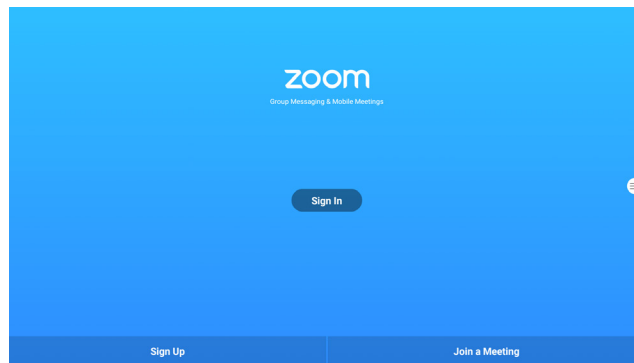 zoom
Group Messaging & Mobile Meetings
Sign In
Sign Up
Join a Meeting